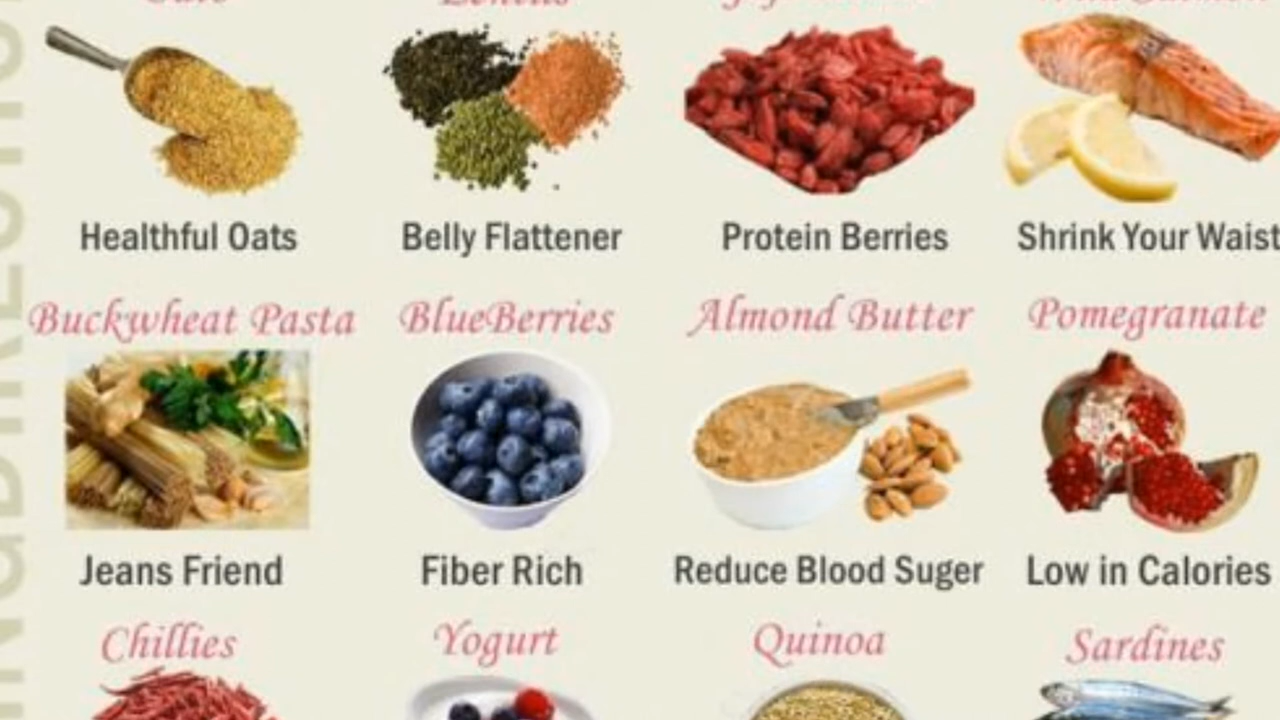 Lentils
Healthful Oats
Belly Flattener
Protein Berries
Shrink Your Waist
Buckwheat Pasta
BlueBerries
Almond Butter
Pomegranate
Jeans Friend
Fiber Rich
Reduce Blood Suger
Low in Calories
Chillies
Yogurt
Quinoa
Sardines